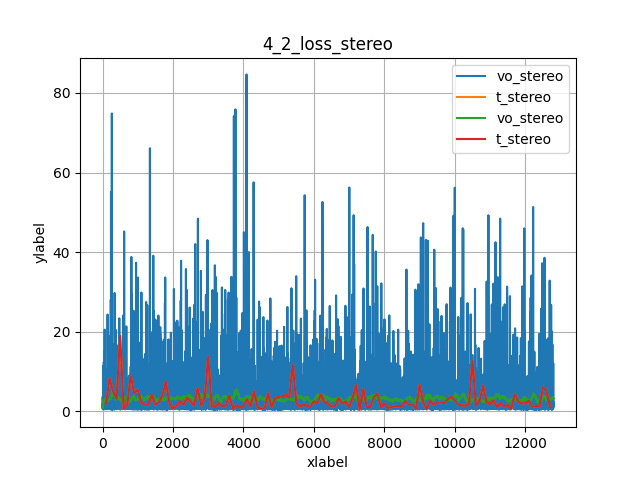 4_2_loss_stereo
vo_stereo
t_stereo
vo_stereo
t_stereo
80
60
40
20
0
ylabel
0 2000 4000 6000 8000 10000 12000
xlabel